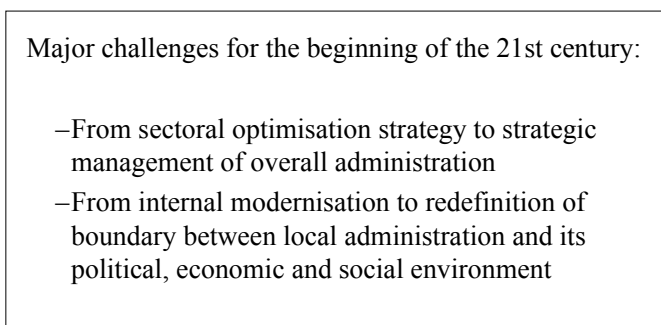 Major challenges for the beginning of the 21st century:
–From sectoral optimisation strategy to strategic
management of overall administration
–From internal modernisation to redefinition of
boundary between local administration and its
political, economic and social environment